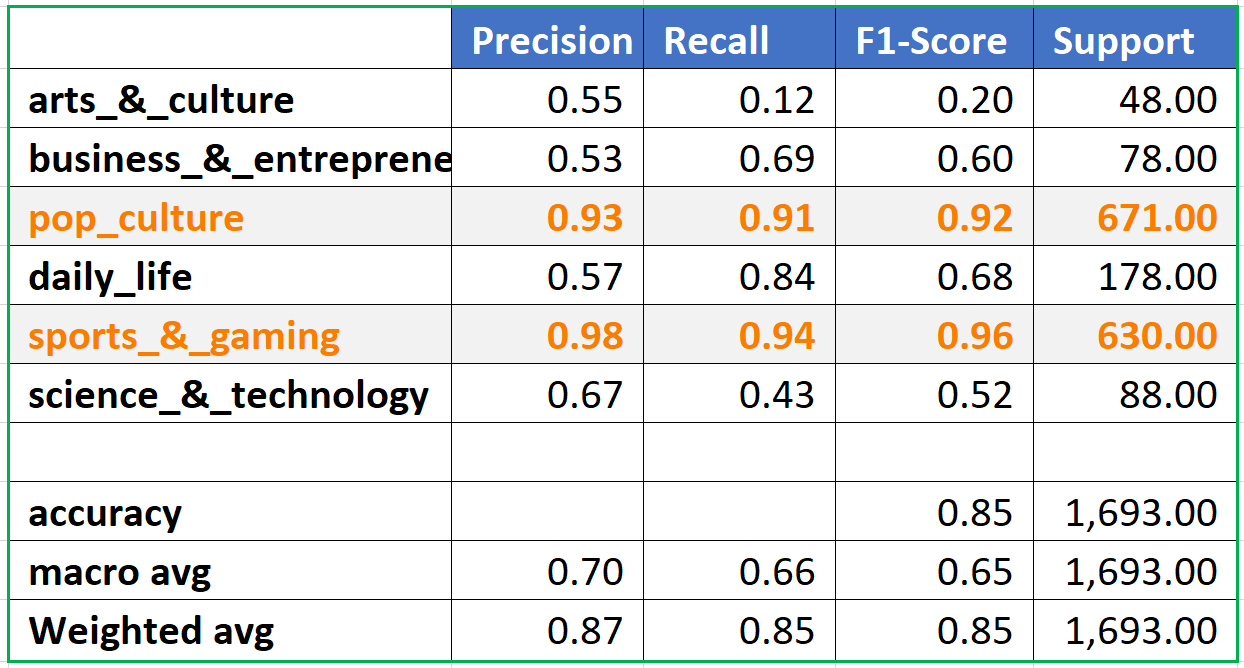 Precision Recall F1-Score Support
arts_&_culture 0.55 0.12 0.20 48.00
business_&_entreprene 0.53 0.69 0.60 78.00
pop_culture 0.93 0.91 0.92 671.00
daily_life 0.57 0.84 0.68 178.00
sports_&_gaming 0.98 0.94 0.96 630.00
science_&_technology 0.67 0.43 0.52 88.00
accuracy 0.85 1,693.00
macro avg 0.70 0.66 0.65 1,693.00
Weighted avg 0.87 0.85 0.85 1,693.00